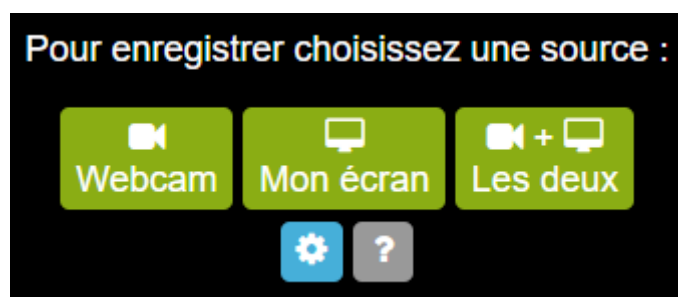 Pour enregistrer choisissez une source :
Webcam
Mon écran
+
Les deux
?